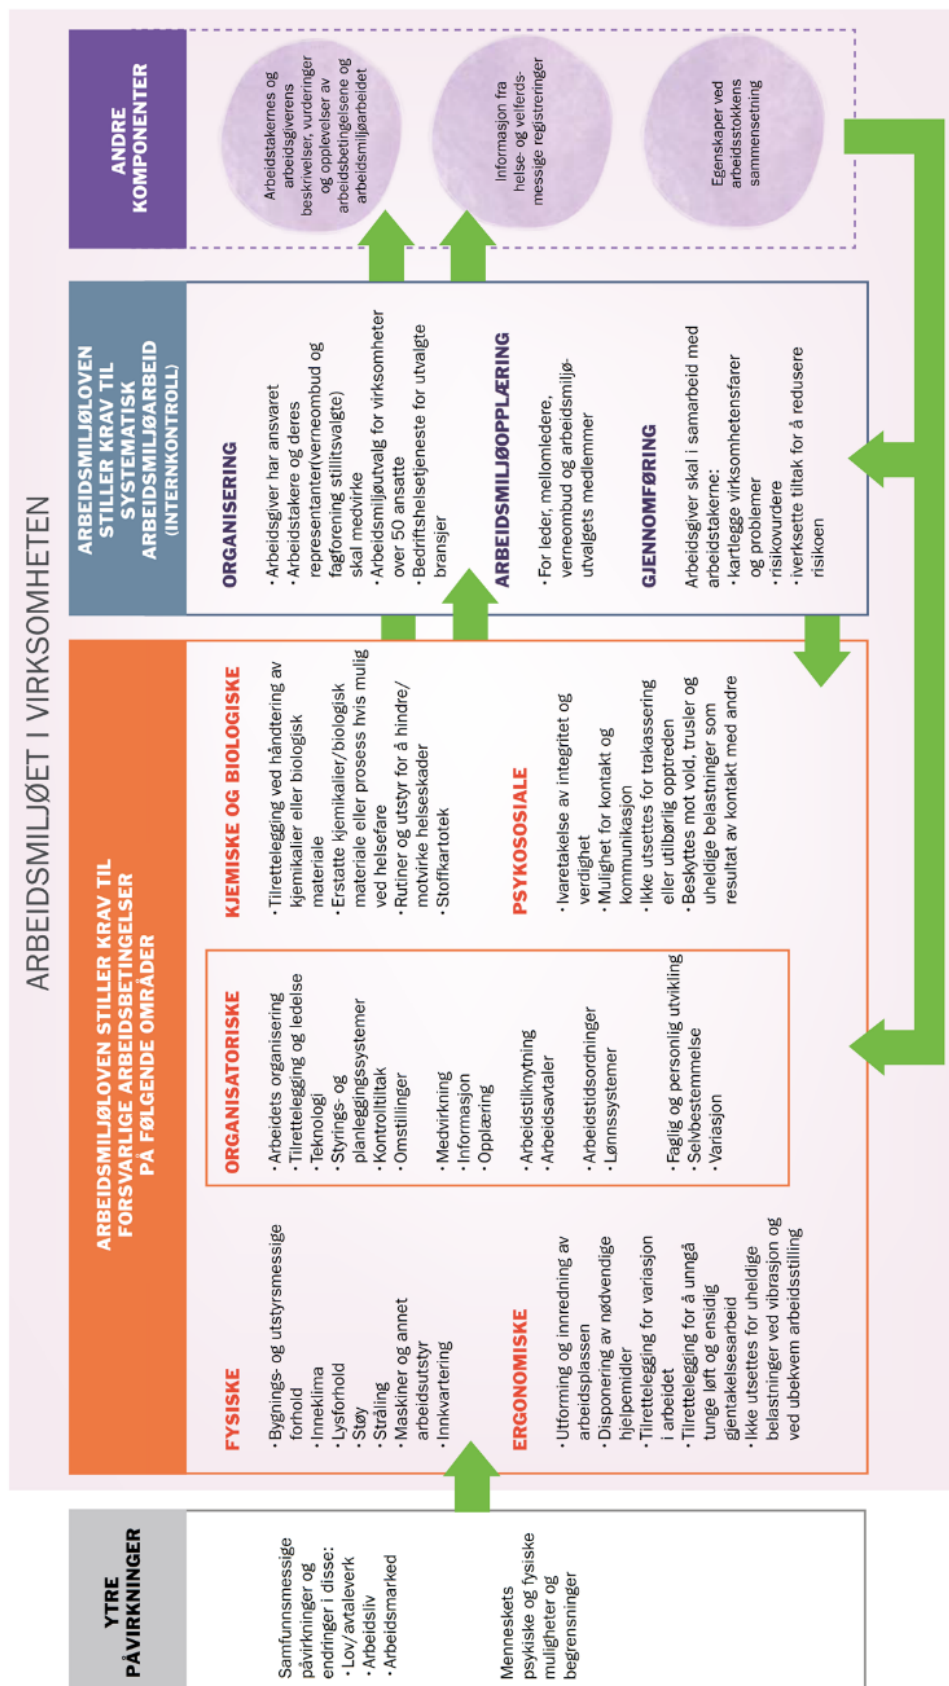 ARBEIDSMILJØET I VIRKSOMHETEN
YTRE
PÅVIRKNINGER
Samfunnsmessige
påvirkninger og
endringer i disse:
· Lov/avtaleverk
· Arbeidsliv
· Arbeidsmarked
Menneskets
psykiske og fysiske
muligheter og
begrensninger
ARBEIDSMILJØLOVEN STILLER KRAV TIL
FORSVARLIGE ARBEIDSBETINGELSER
PÅ FØLGENDE OMRÅDER
FYSISKE
· Bygnings- og utstyrsmessige
forhold
· Inneklima
· Lysforhold
· Støy
· Stråling
· Maskiner og annet
arbeidsutstyr
· Innkvartering
ERGONOMISKE
· Utforming og innredning av
arbeidsplassen
· Disponering av nødvendige
hjelpemidler
· Tilrettelegging for variasjon
i arbeidet
· Tilrettelegging for å unngå
tunge løft og ensidig
gjentakelsesarbeid
· Ikke utsettes for uheldige
belastninger ved vibrasjon og
ved ubekvem arbeidsstilling
ORGANISATORISKE
· Arbeidets organisering
· Tilrettelegging og ledelse
· Teknologi
· Styrings- og
planleggingssystemer
· Kontrolltiltak
· Omstillinger
· Medvirkning
· Informasjon
· Opplæring
· Arbeidstilknytning
· Arbeidsavtaler
· Arbeidstidsordninger
· Lønnssystemer
· Faglig og personlig utvikling
· Selvbestemmelse
· Variasjon
KJEMISKE OG BIOLOGISKE
· Tilrettelegging ved håndtering av
kjemikalier eller biologisk
materiale
· Erstatte kjemikalier/biologisk
materiale eller prosess hvis mulig
ved helsefare
· Rutiner og utstyr for å hindre/
motvirke helseskader
· Stoffkartotek
PSYKOSOSIALE
· Ivaretakelse av integritet og
verdighet
· Mulighet for kontakt og
kommunikasjon
· Ikke utsettes for trakassering
eller utilbørlig opptreden
· Beskyttes mot vold, trusler og
uheldige belastninger som
resultat av kontakt med andre
ARBEIDSMILJØLOVEN
STILLER KRAV TIL
SYSTEMATISK
ARBEIDSMILJØARBEID
(INTERNKONTROLL)
ORGANISERING
· Arbeidsgiver har ansvaret
· Arbeidstakere og deres
representanter(verneombud og
fagforening stillitsvalgte)
skal medvirke
· Arbeidsmiljøutvalg for virksomheter
over 50 ansatte
· Bedriftshelsetjeneste for utvalgte
bransjer
ARBEIDSMILJØOPPLÆRING
· For leder, mellomledere,
verneombud og arbeidsmiljø-
utvalgets medlemmer
GJENNOMFØRING
Arbeidsgiver skal i samarbeid med
arbeidstakerne:
· kartlegge virksomhetensfarer
og problemer
· risikovurdere
· iverksette tiltak for å redusere
risikoen
ANDRE
KOMPONENTER
Arbeidstakernes og
arbeidsgiverens
beskrivelser, vurderinger
og opplevelser av
arbeidsbetingelsene og
arbeidsmiljøarbeidet
Informasjon fra
helse- og velferds-
messige registreringer
Egenskaper ved
arbeidsstokkens
sammensetning